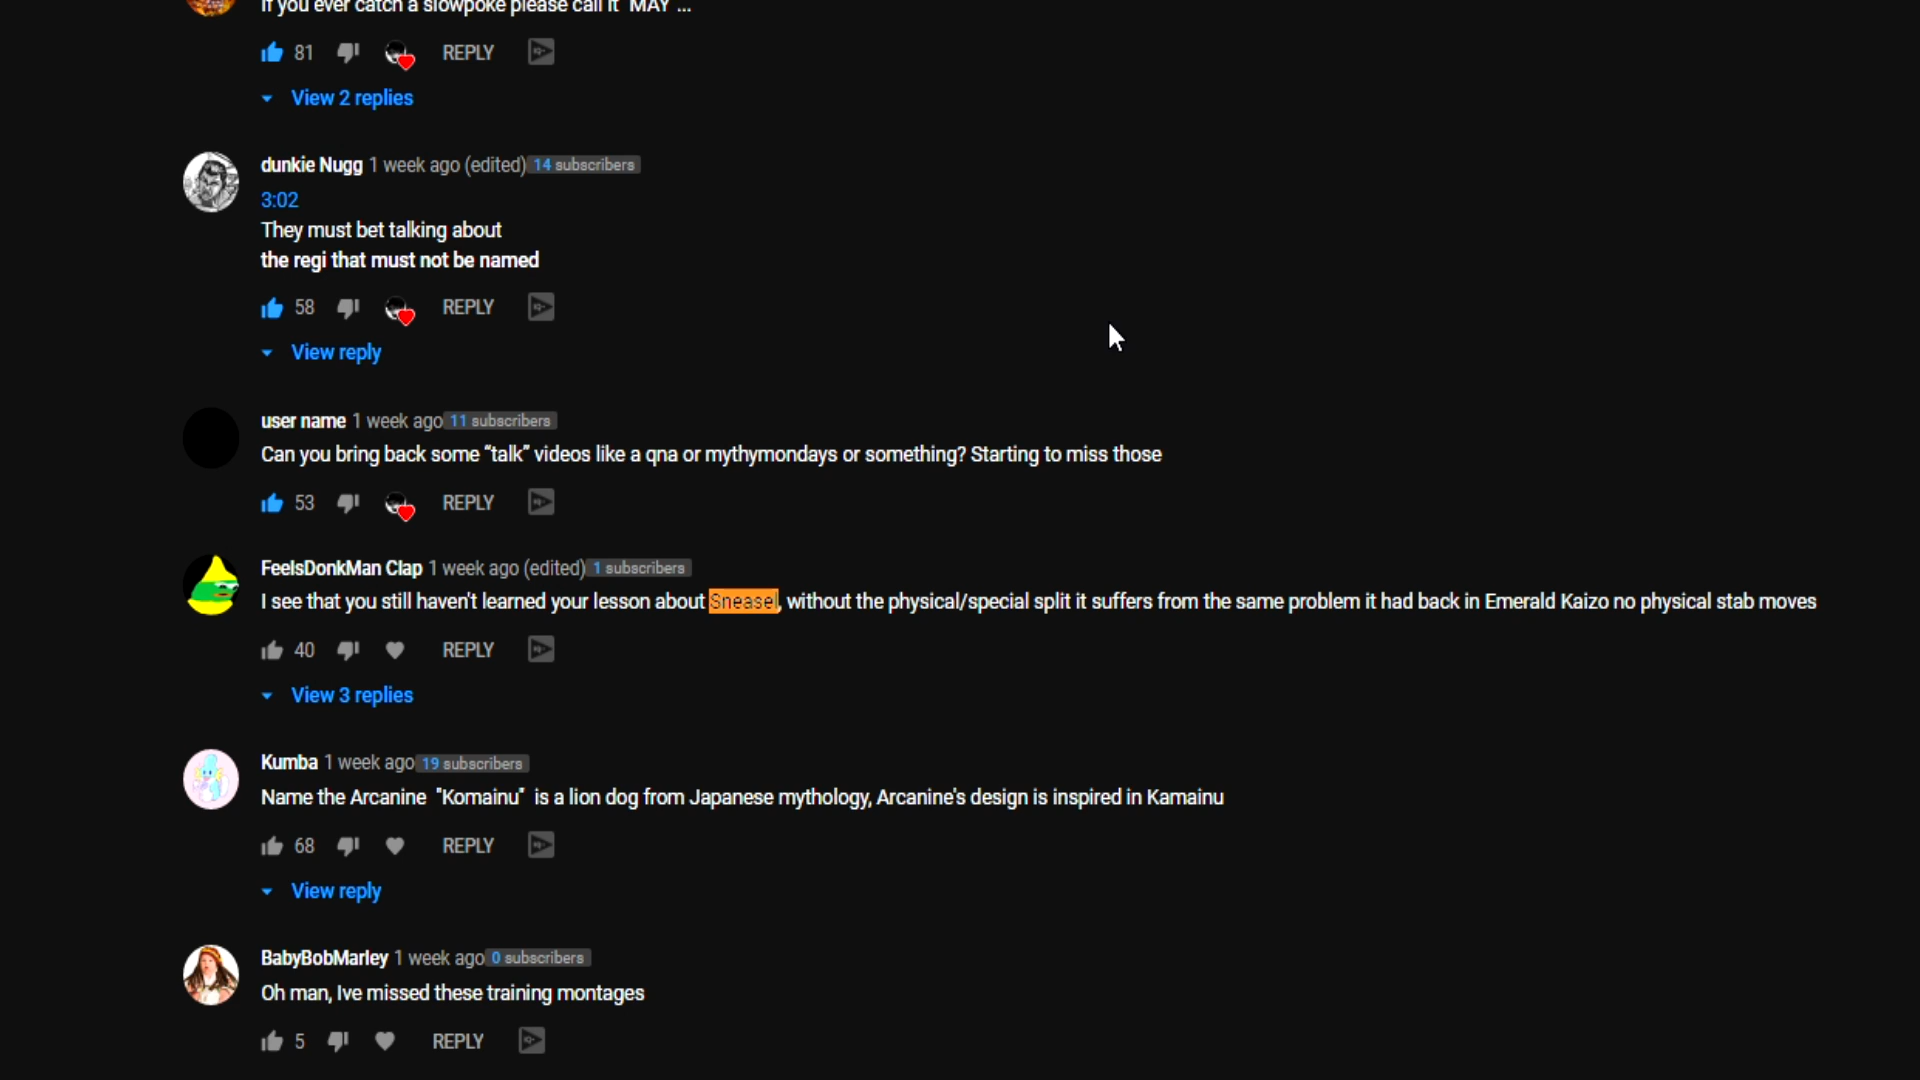 If you ever catch a slowpoke please call it "MAY"...
81 REPLY
View 2 replies
dunkie Nugg 1 week ago (edited) 14 subscribers
3:02
They must bet talking about
the regi that must not be named
58 REPLY
View reply
user name 1 week ago 11 subscribers
Can you bring back some “talk” videos like a qna or mythymondays or something? Starting to miss those
53 REPLY
FeelsDonkMan Clap 1 week ago (edited) 1 subscribers
I see that you still haven't learned your lesson about Sneasel, without the physical/special split it suffers from the same problem it had back in Emerald Kaizo no physical stab moves
40 REPLY
View 3 replies
Kumba 1 week ago 19 subscribers
Name the Arcanine "Komainu" is a lion dog from Japanese mythology, Arcanine's design is inspired in Kamainu
68 REPLY
View reply
BabyBobMarley 1 week ago 0 subscribers
Oh man, Ive missed these training montages
5 REPLY